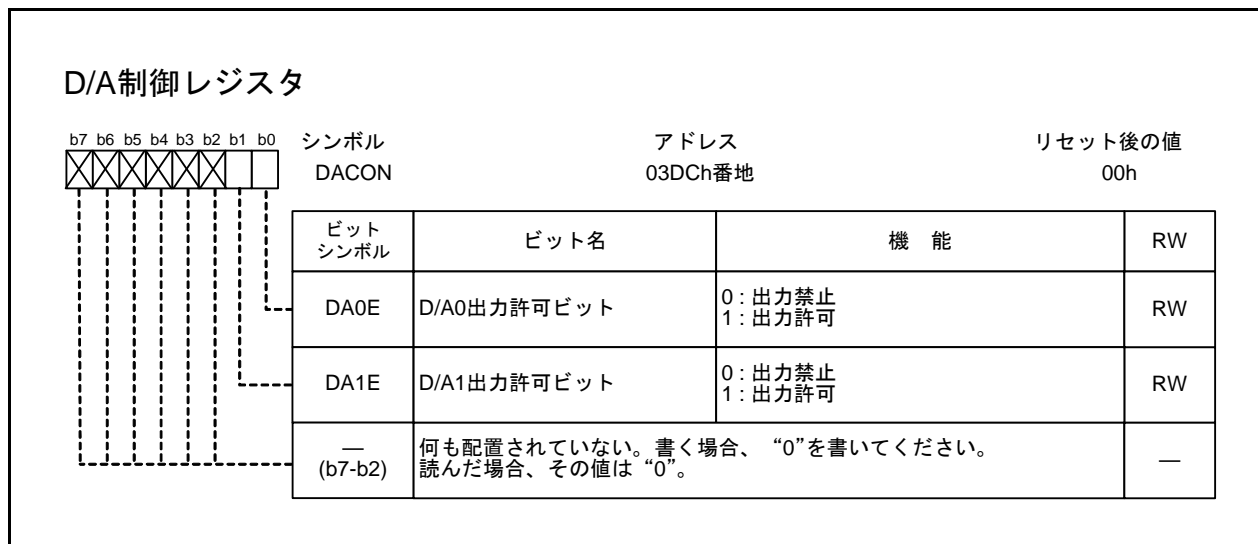 D/A制御レジスタ
b7 b6 b5 b4 b3 b2 b1 b0
シンボル
アドレス
リセット後の値
DACON
03DCh番地
00h
ビット
シンボル
ビット名
機 能
RW
DA0E
D/A0出力許可ビット
0 : 出力禁止
1 : 出力許可
RW
DA1E
D/A1出力許可ビット
0 : 出力禁止
1 : 出力許可
RW
—
(b7-b2)
何も配置されていない。書く場合、“0”を書いてください。
読んだ場合、その値は“0”。
—